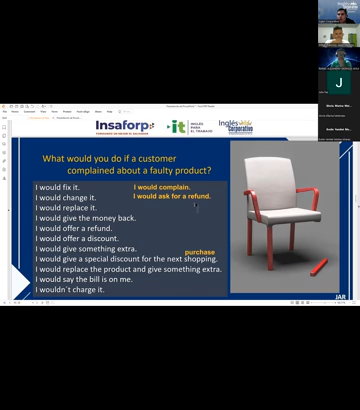 Insaforp
it
INGLÉS PARA EL TRABAJO
Inglés
Corporativo
J
What would you do if a customer
complained about a faulty product?
I would fix it.
I would complain.
I would change it.
I would ask for a refund.
I would replace it.
I would give the money back.
I would offer a refund.
I would offer a discount.
I would give something extra.
purchase
I would give a special discount for the next shopping.
I would replace the product and give something extra.
I would say the bill is on me.
I wouldn´t charge it.
JAR